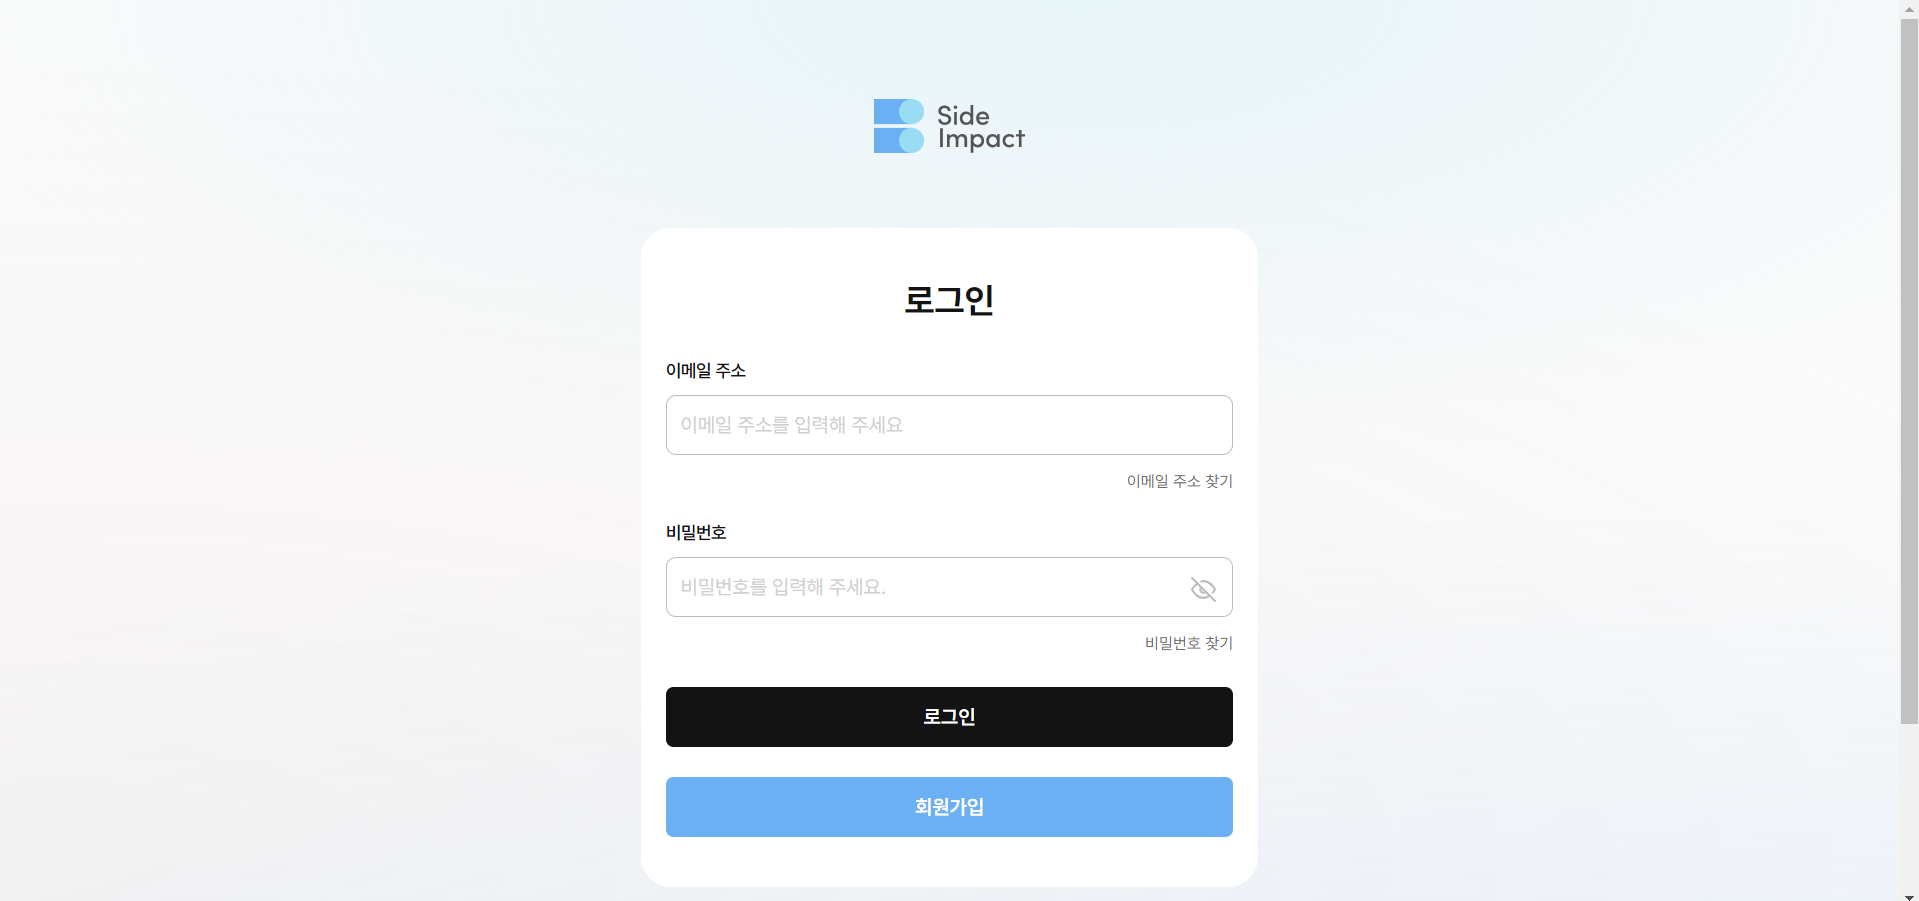 Side
Impact
로그인
이메일 주소
이메일 주소를 입력해 주세요
이메일 주소 찾기
비밀번호
비밀번호를 입력해 주세요.
비밀번호 찾기
로그인
회원가입